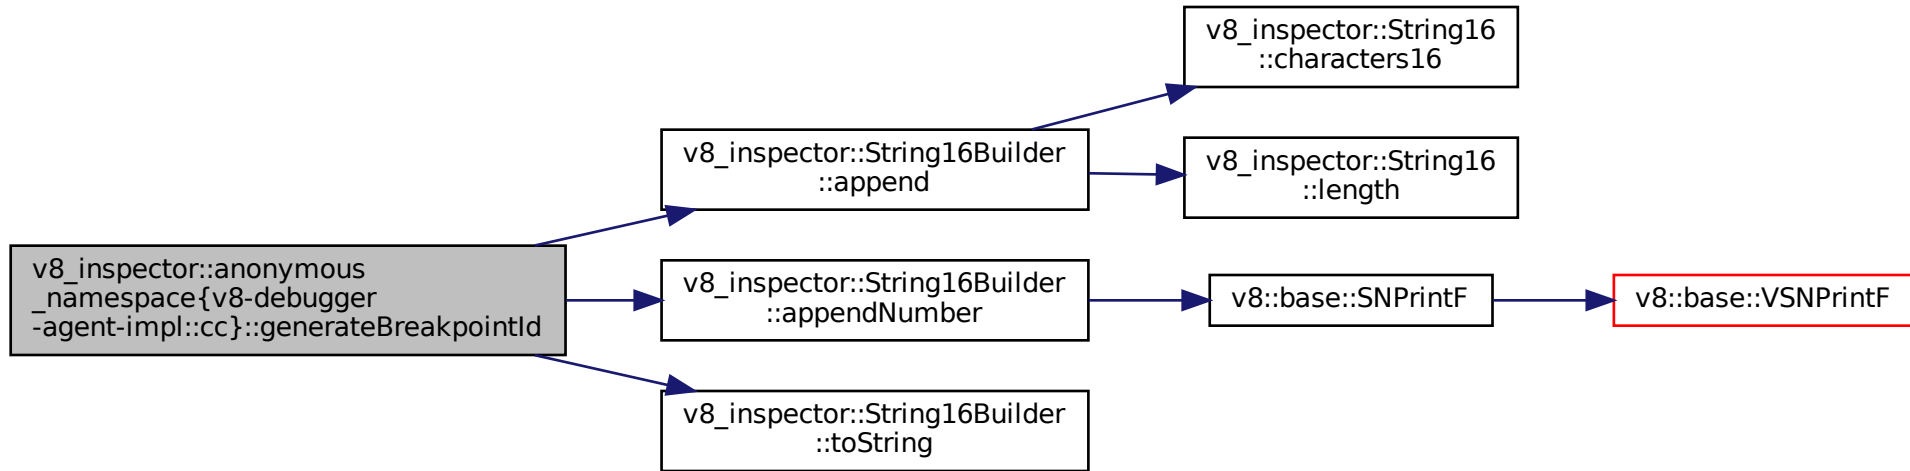 v8_inspector::String16
::characters16
v8_inspector::String16Builder
::append
v8_inspector::String16
::length
v8_inspector::anonymous
_namespace{v8-debugger
-agent-impl::cc}::generateBreakpointId
v8_inspector::String16Builder
::appendNumber
v8::base::SNPrintF
v8::base::VSNPrintF
v8_inspector::String16Builder
::toString